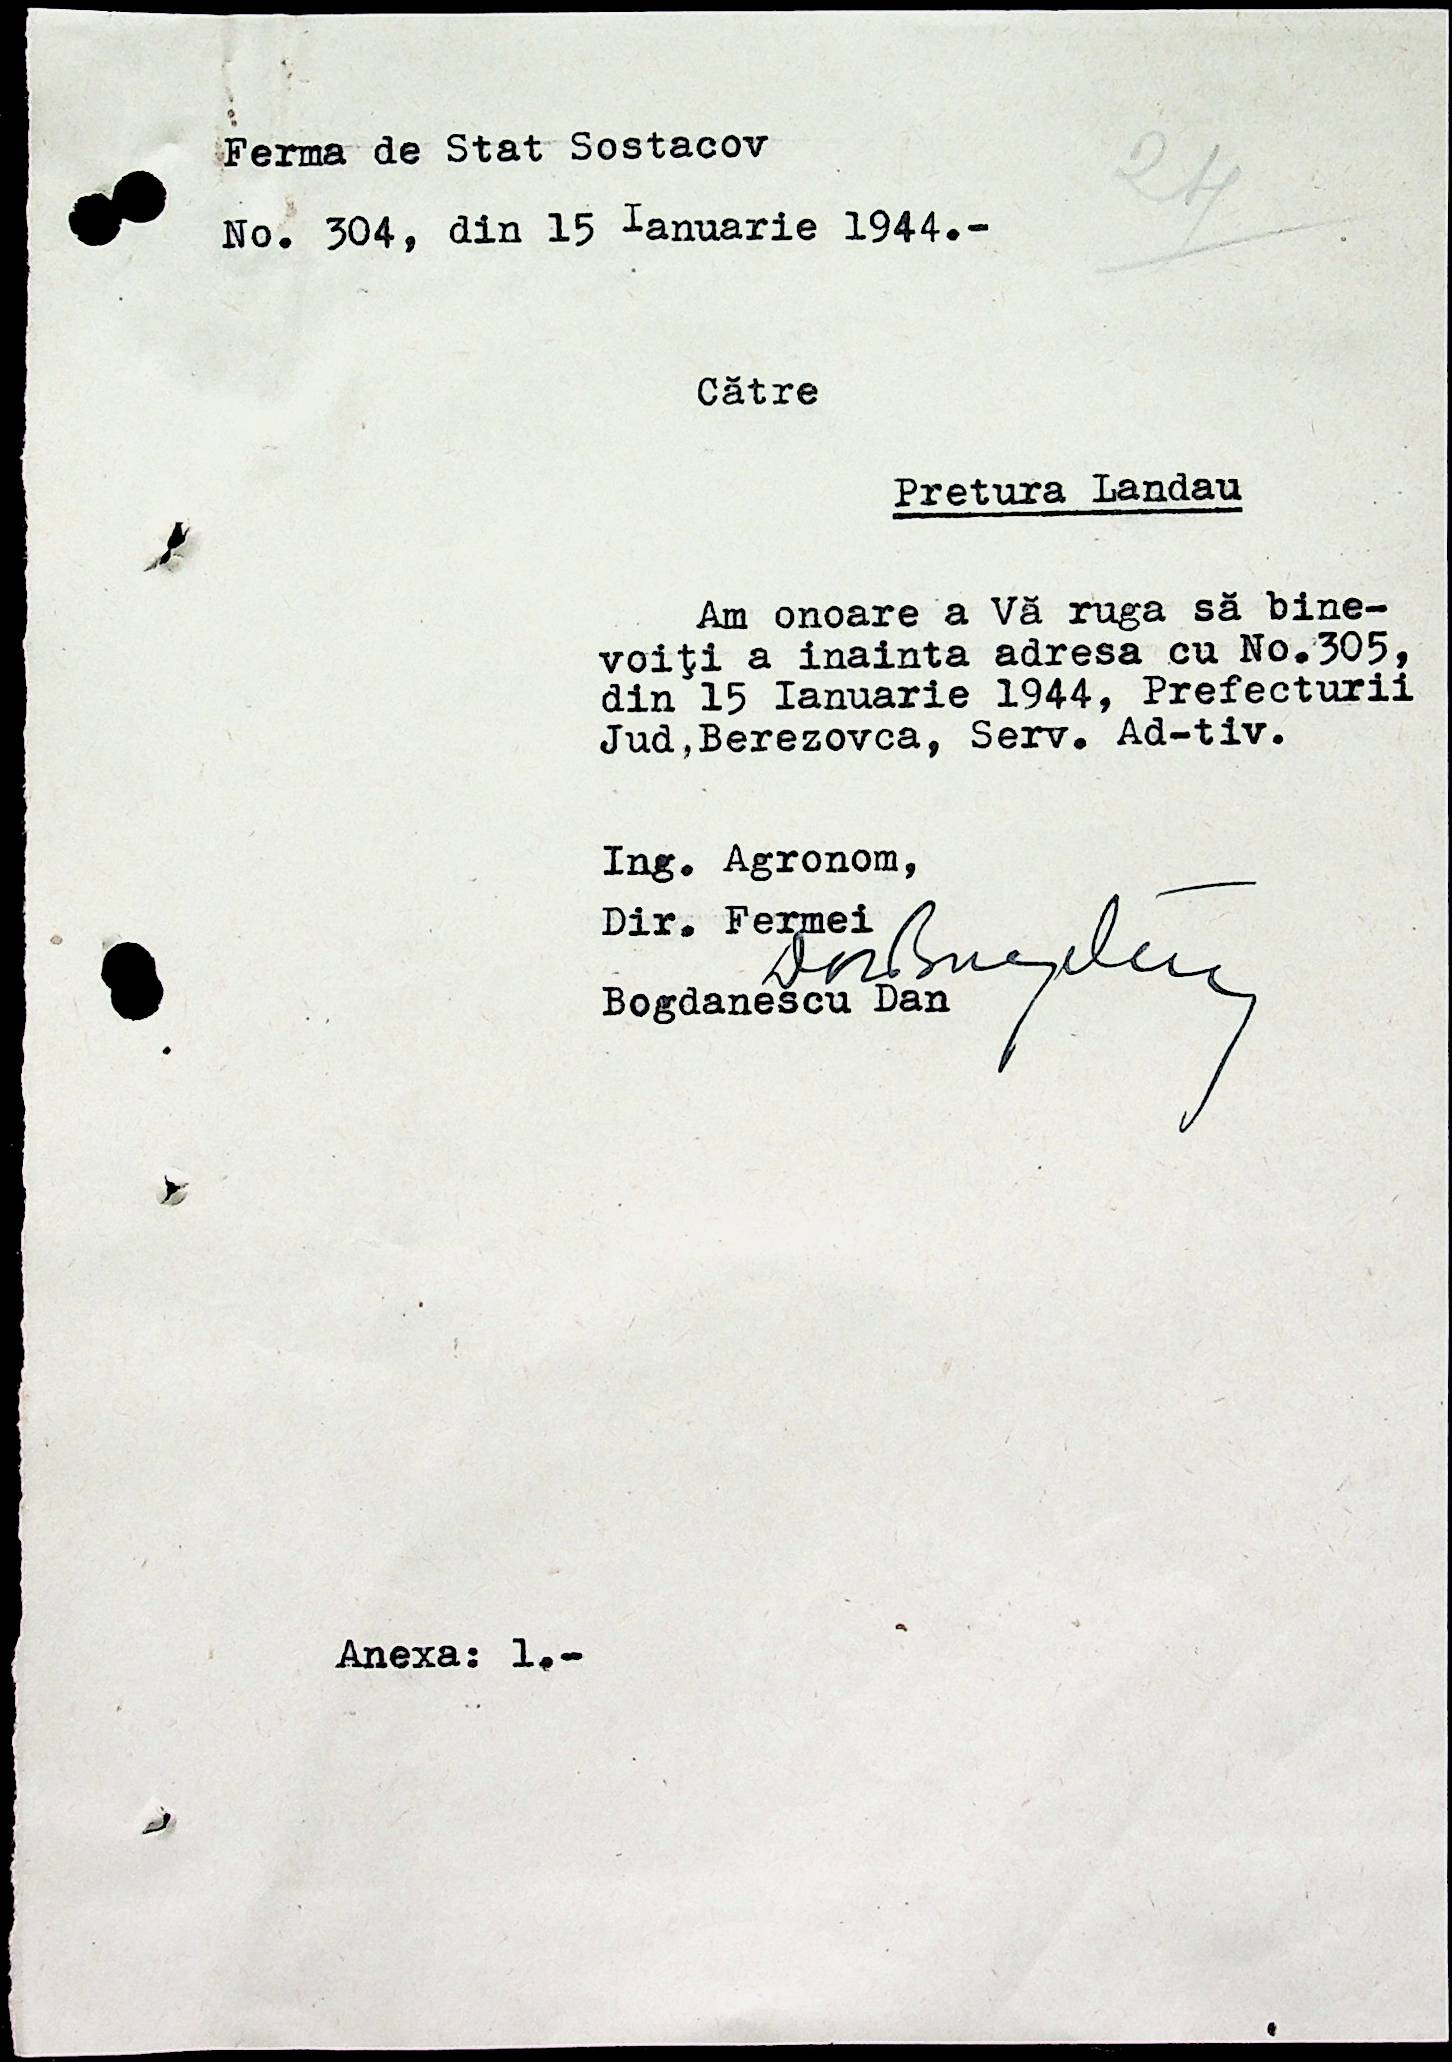 Ferma de Stat Sostacov
24
No. 304, din 15 Ianuarie 1944.-
Către
Pretura Landau
Am onoare a Vă ruga să bine-
voiţi a inainta adresa cu No.305,
din 15 Ianuarie 1944, Prefecturii
Jud,Berezovca, Serv. Ad-tiv.
Ing. Agronom,
Dir. Fermei
Bogdanescu Dan
Anexa: 1.-